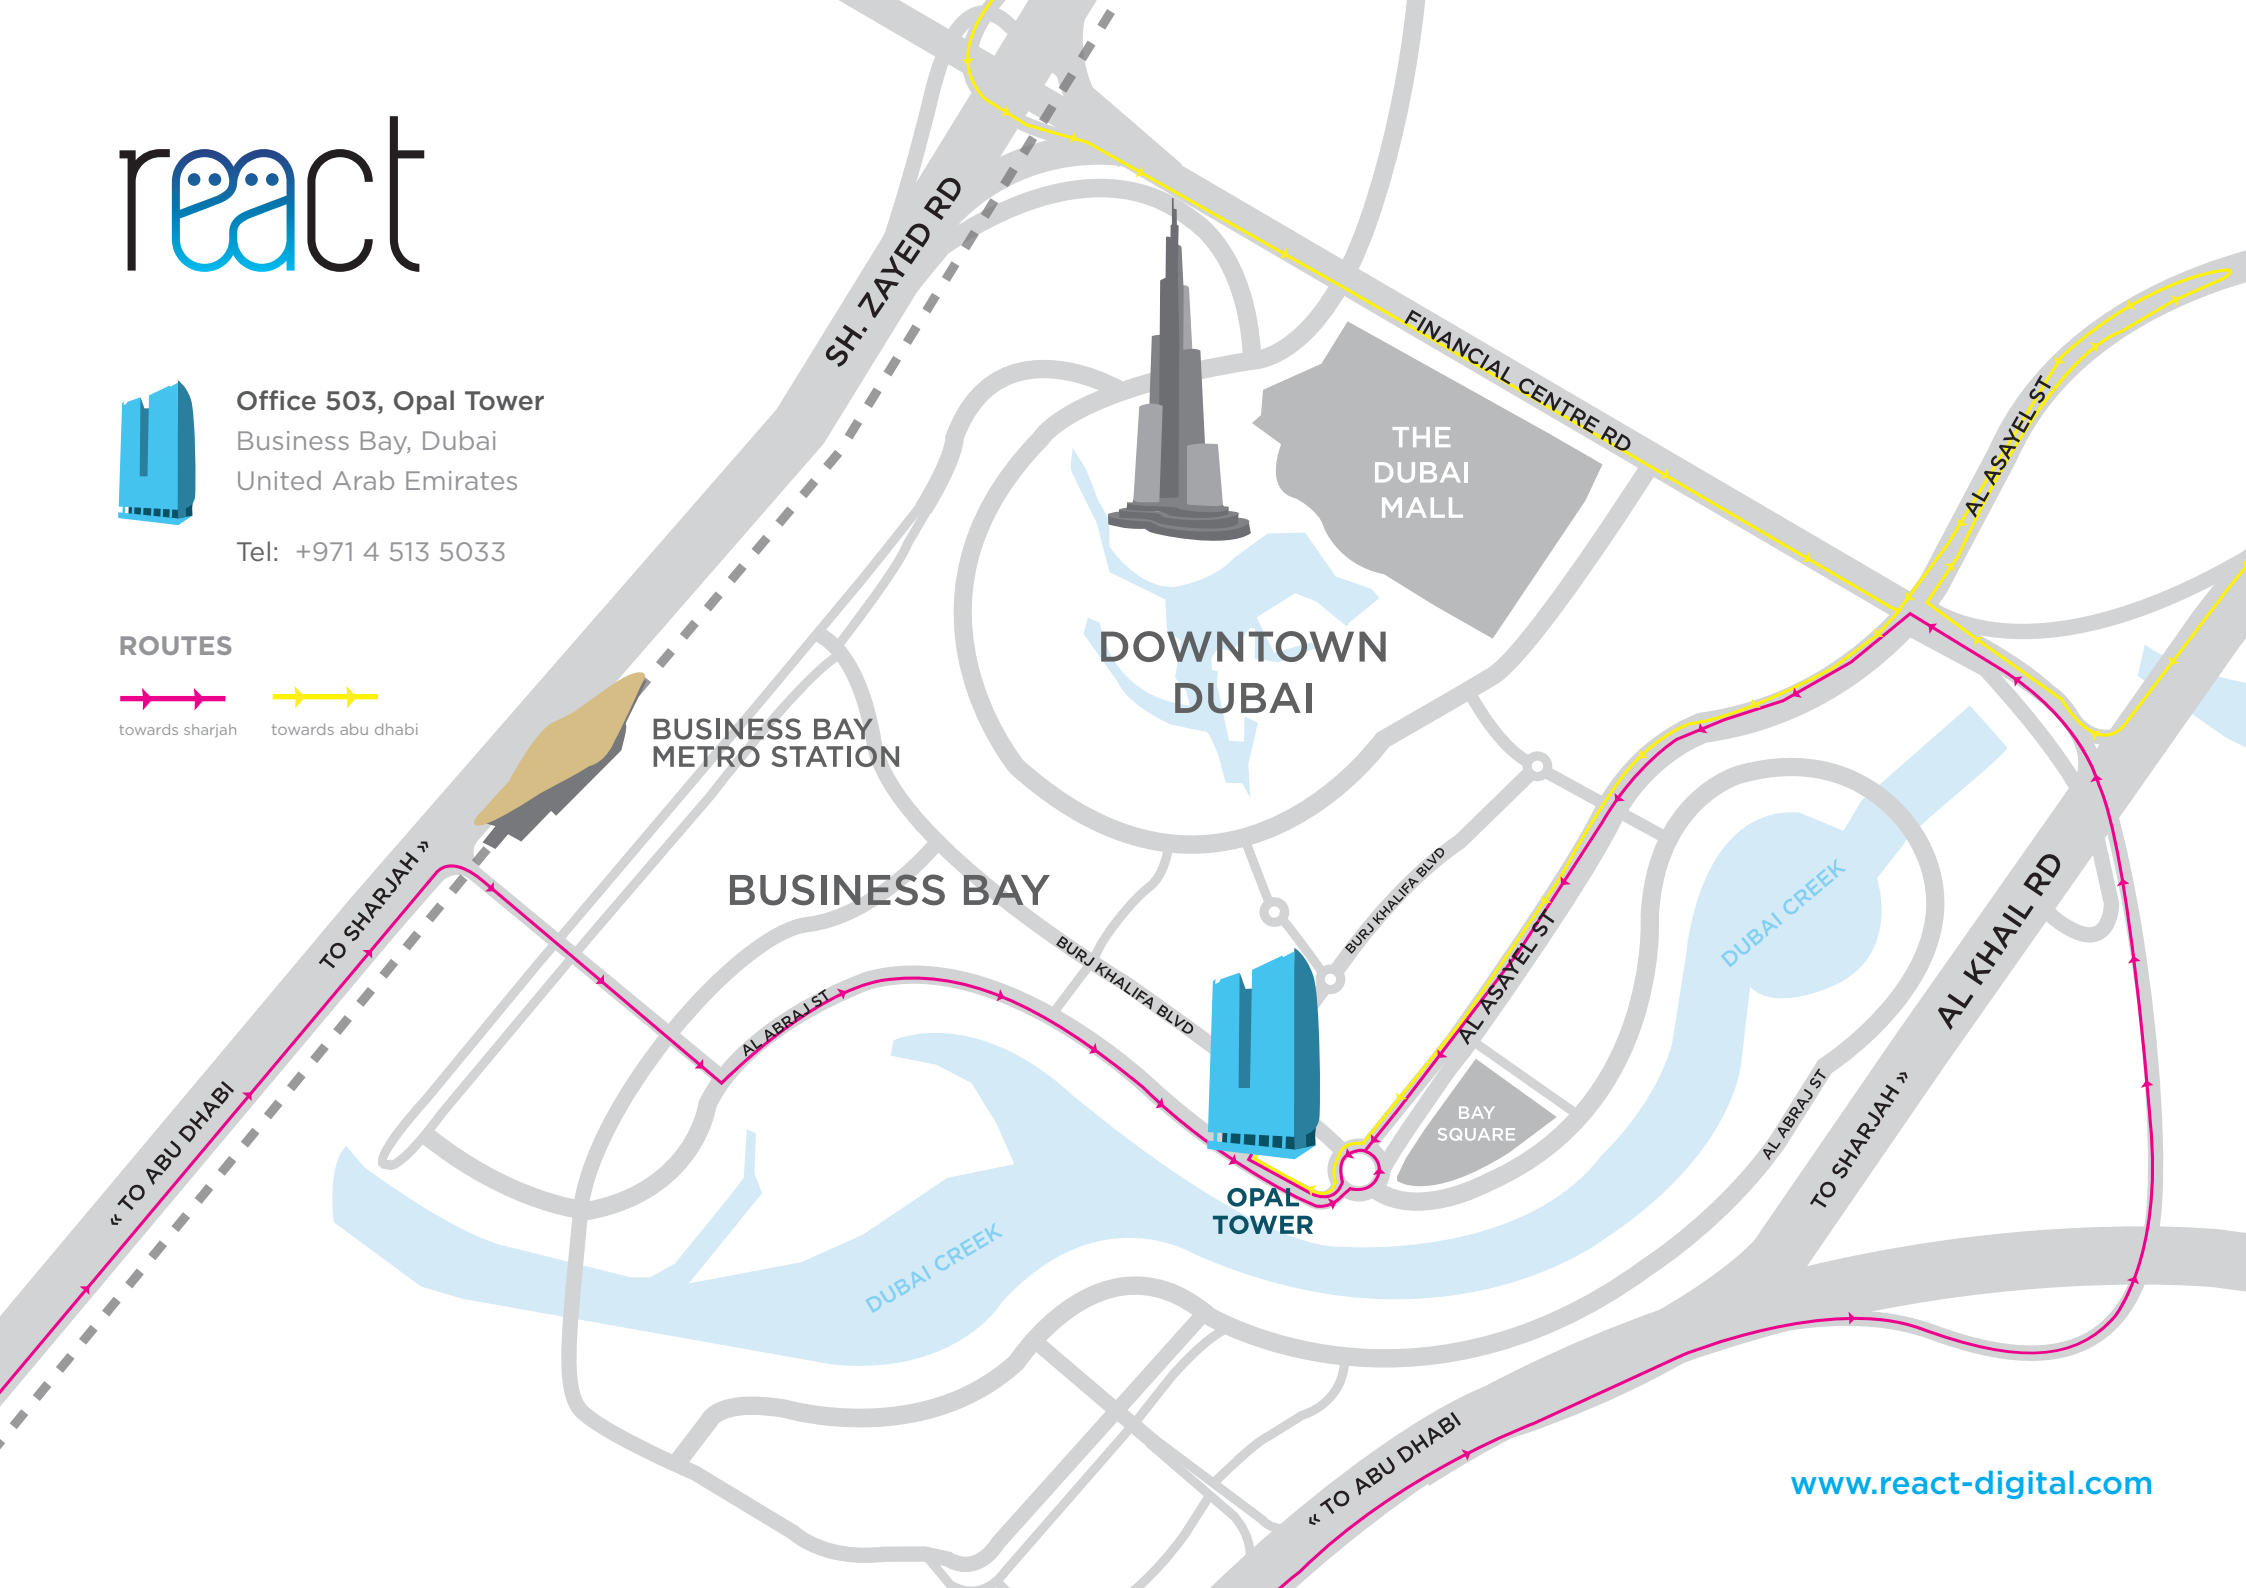 react
Office 503, Opal Tower
Business Bay, Dubai
United Arab Emirates
Tel: +971 4 513 5033
ROUTES
towards sharjah
towards abu dhabi
SH. ZAYED RD
FINANCIAL CENTRE RD
AL ASAYEL ST
THE
DUBAI
MALL
DOWNTOWN
DUBAI
BUSINESS BAY
METRO STATION
BUSINESS BAY
TO SHARJAH »
« TO ABU DHABI
AL ABRAJ ST
BURJ KHALIFA BLVD
BURJ KHALIFA BLVD
AL ASAYEL ST
DUBAI CREEK
AL KHAIL RD
BAY
SQUARE
AL ABRAJ ST
TO SHARJAH »
OPAL
TOWER
DUBAI CREEK
« TO ABU DHABI
www.react-digital.com